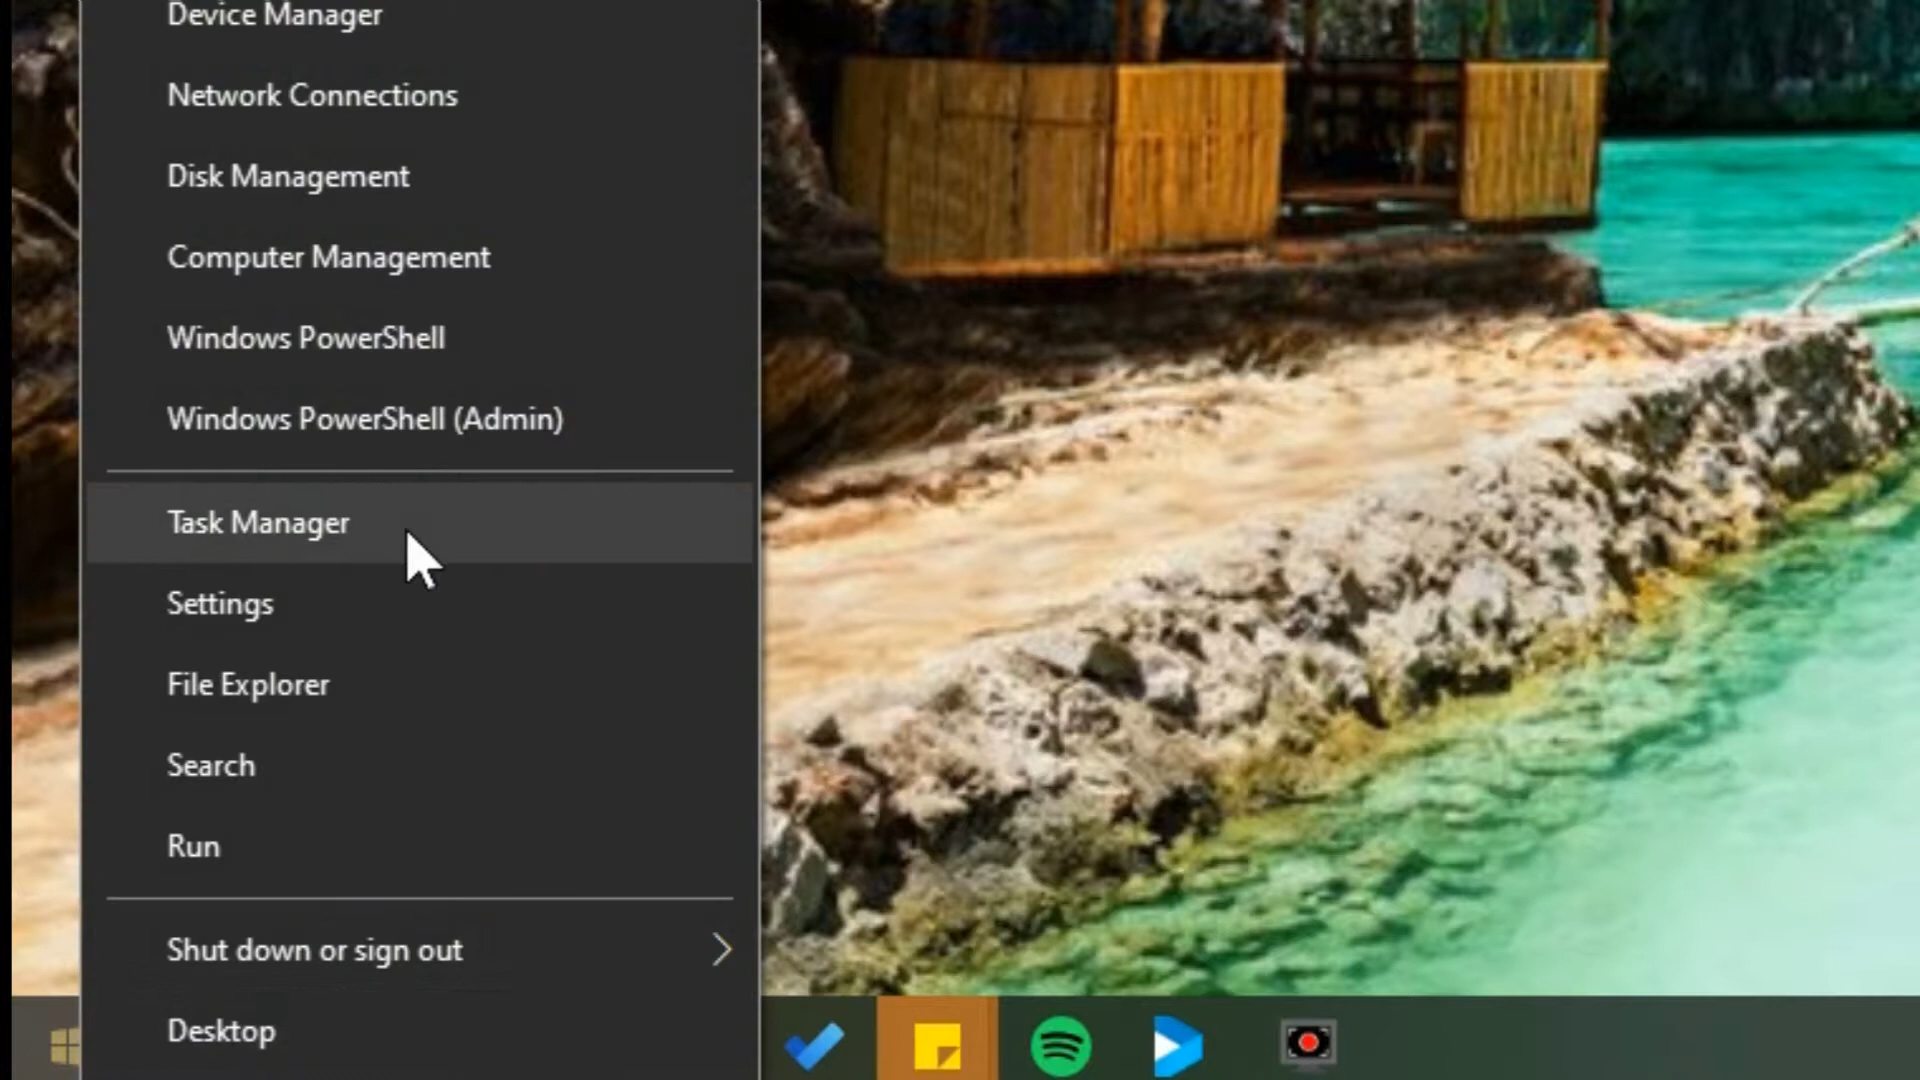 Device Manager
Network Connections
Disk Management
Computer Management
Windows PowerShell
Windows PowerShell (Admin)
Task Manager
Settings
File Explorer
Search
Run
Shut down or sign out
Desktop